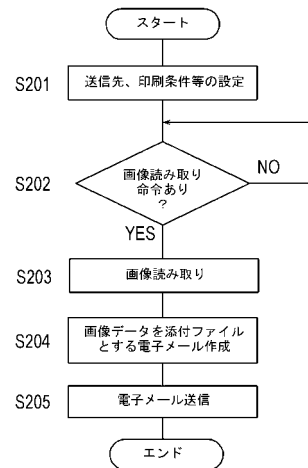 スタート
S201
送信先、印刷条件等の設定
S202
画像読み取り
命令あり
?
NO
YES
S203
画像読み取り
S204
画像データを添付ファイル
とする電子メール作成
S205
電子メール送信
エンド